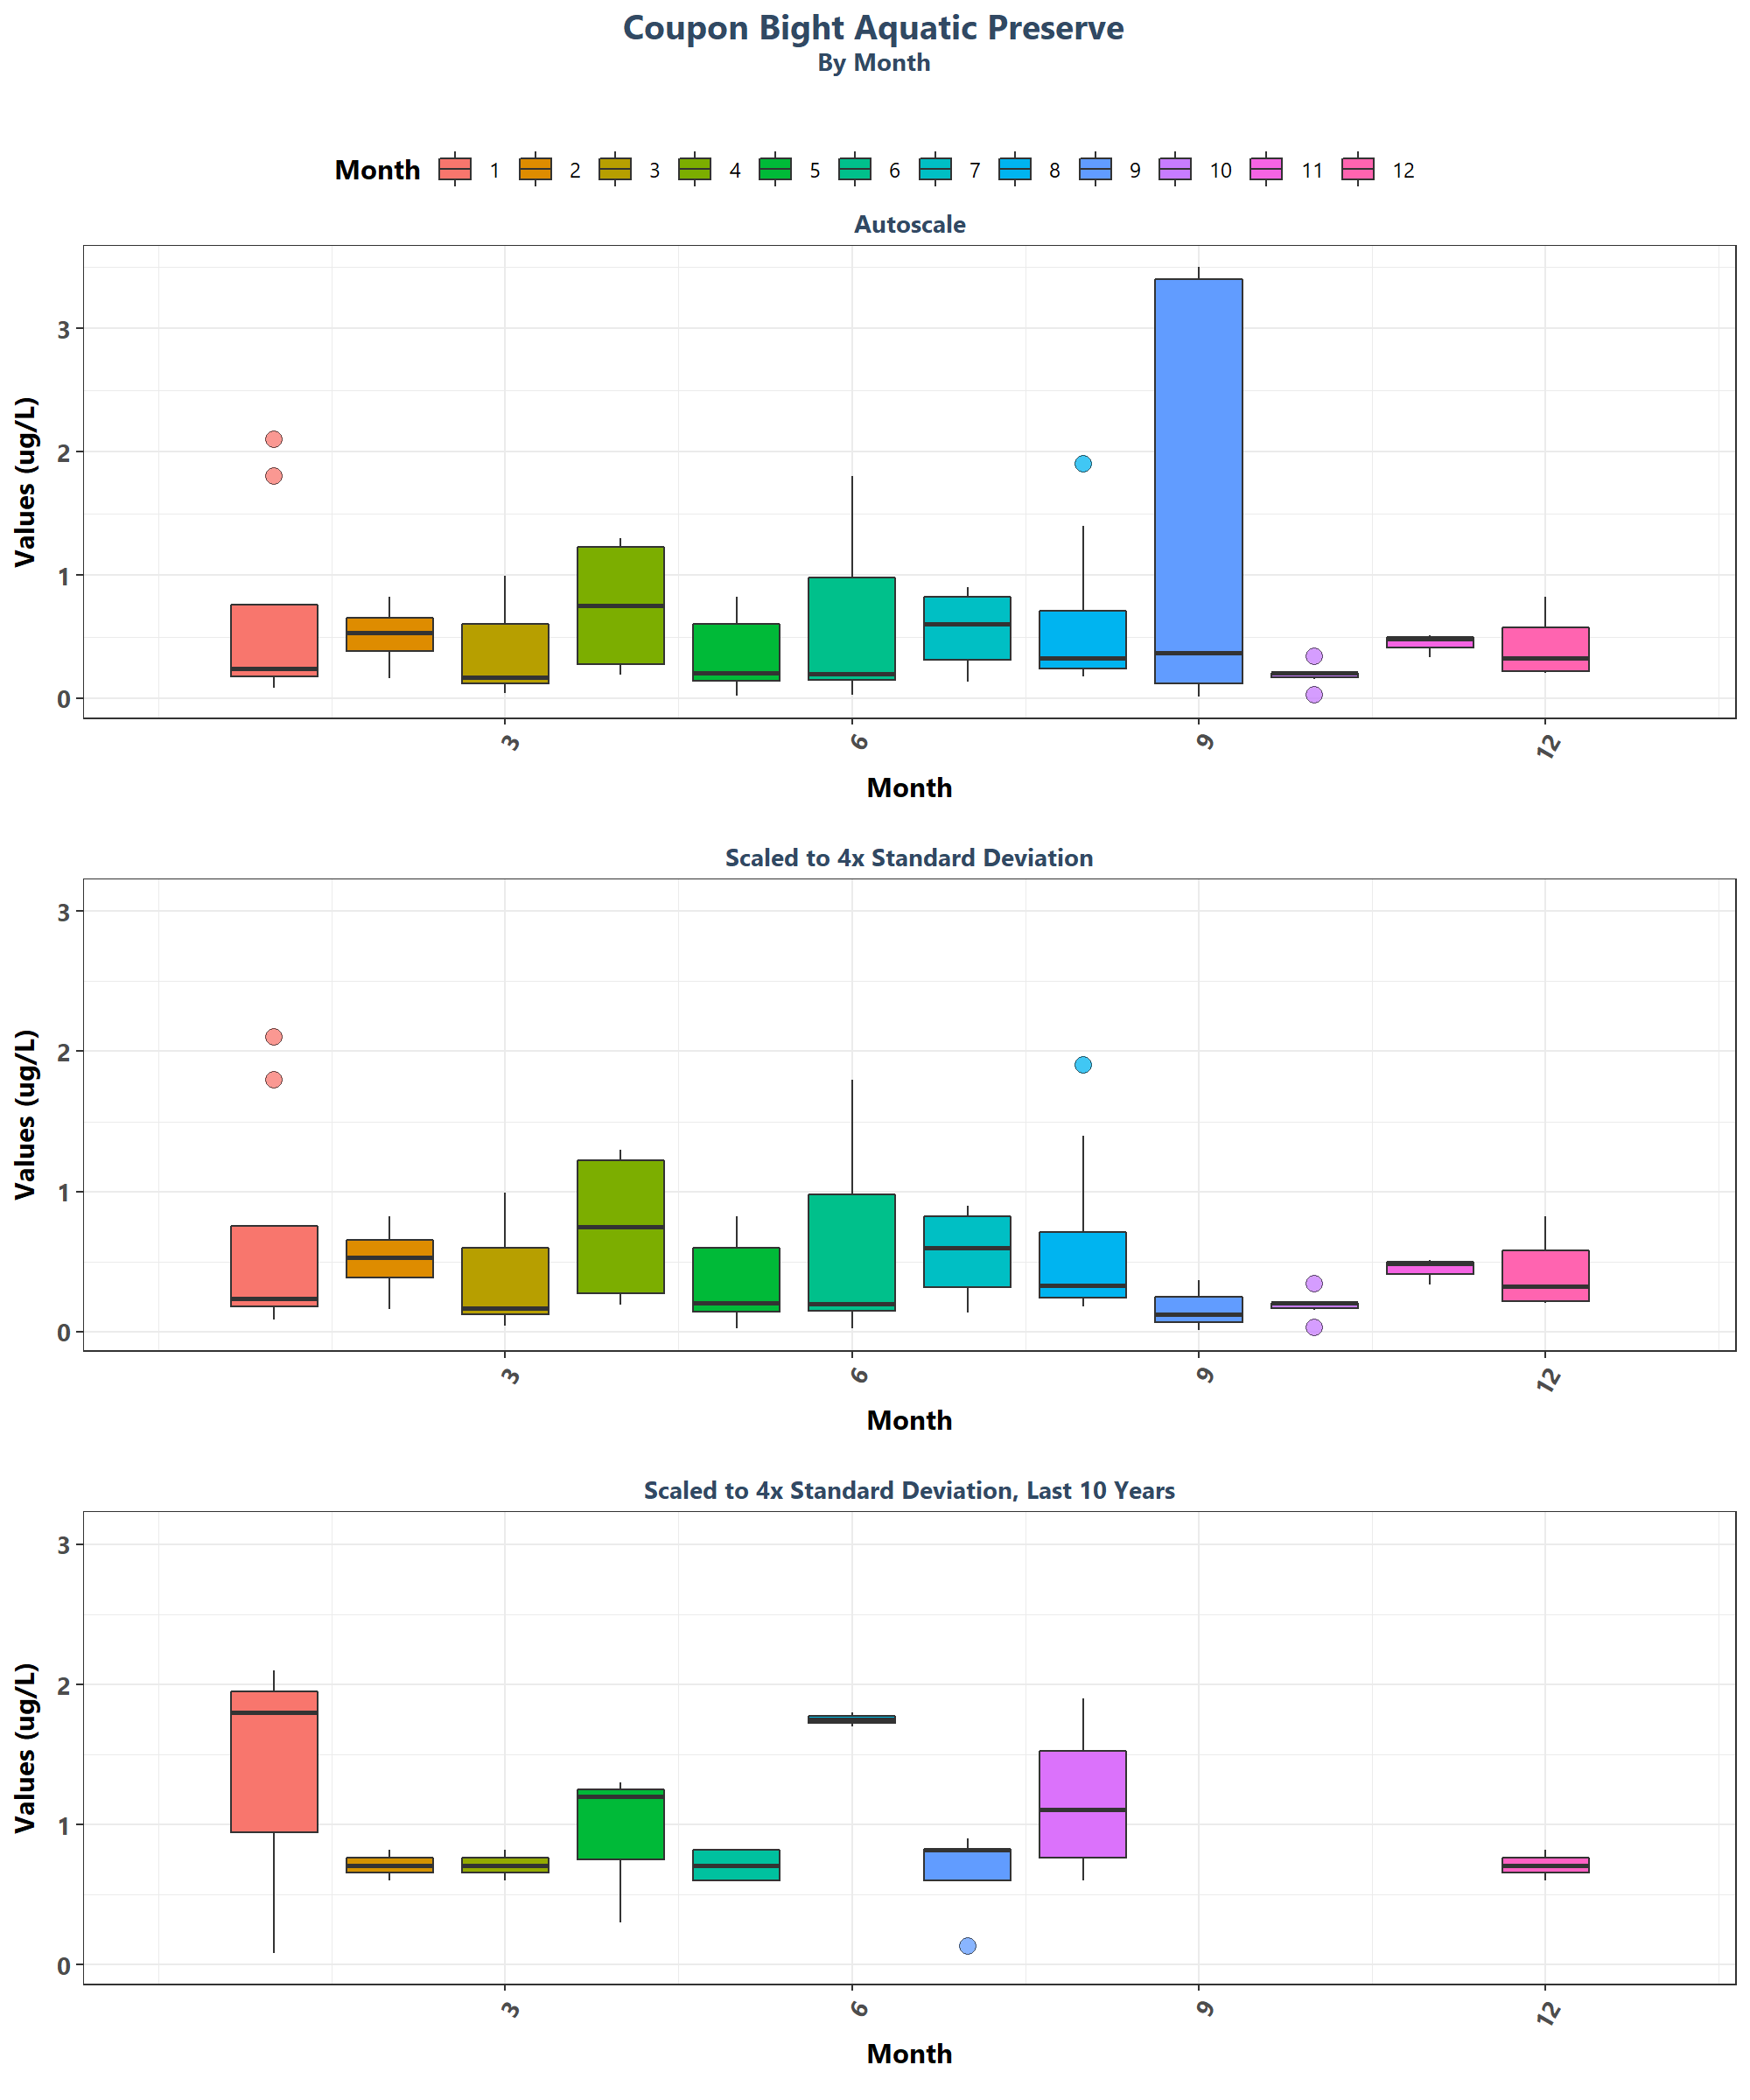 Coupon Bight Aquatic Preserve
By Month
Month 1 2 3 4 5 6 7 8 9 10 11 12
Autoscale
Values (ug/L)
3
2
1
0
3 6 9 12
Month
Scaled to 4x Standard Deviation
Values (ug/L)
3
2
1
0
3 6 9 12
Month
Scaled to 4x Standard Deviation, Last 10 Years
Values (ug/L)
3
2
1
0
3 6 9 12
Month